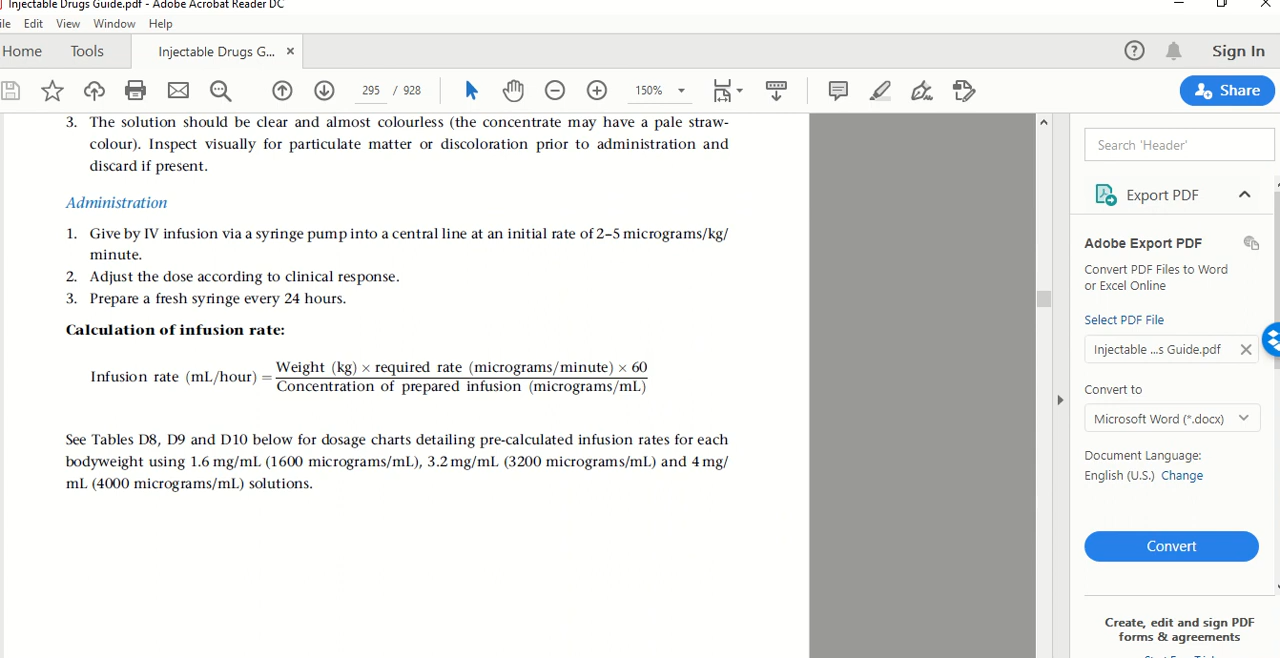 Injectable Drugs Guide.pdf - Adobe Acrobat Reader DC
ile Edit View Window Help
Home Tools Injectable Drugs G... × Sign In
295 / 928 150% Share
3. The solution should be clear and almost colourless (the concentrate may have a pale straw-
colour). Inspect visually for particulate matter or discoloration prior to administration and
discard if present.
Administration
1. Give by IV infusion via a syringe pump into a central line at an initial rate of 2–5 micrograms/kg/
minute.
2. Adjust the dose according to clinical response.
3. Prepare a fresh syringe every 24 hours.
Calculation of infusion rate:
Infusion rate (mL/hour) = Weight (kg) × required rate (micrograms/minute) × 60
Concentration of prepared infusion (micrograms/mL)
See Tables D8, D9 and D10 below for dosage charts detailing pre-calculated infusion rates for each
bodyweight using 1.6 mg/mL (1600 micrograms/mL), 3.2 mg/mL (3200 micrograms/mL) and 4 mg/
mL (4000 micrograms/mL) solutions.
Search 'Header'
Export PDF
Adobe Export PDF
Convert PDF Files to Word
or Excel Online
Select PDF File
Injectable ...s Guide.pdf ×
Convert to
Microsoft Word (*.docx)
Document Language:
English (U.S.) Change
Convert
Create, edit and sign PDF
forms & agreements